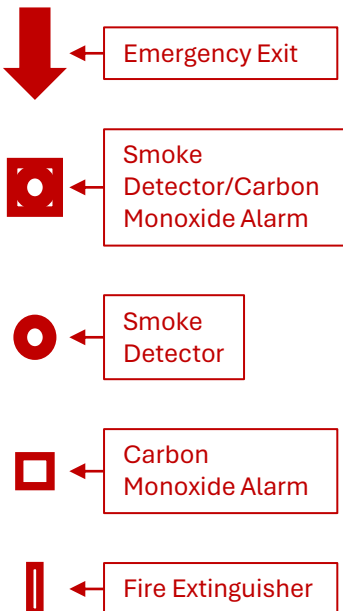 Emergency Exit
Smoke
Detector/Carbon
Monoxide Alarm
Smoke
Detector
Carbon
Monoxide Alarm
Fire Extinguisher